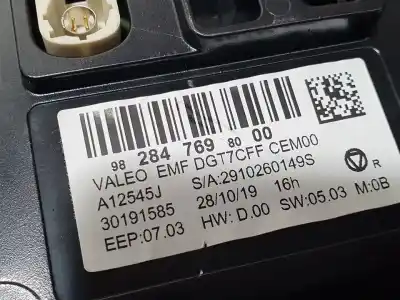 98 284 769 80 00
VALEO EMF DGT7CFF CEM00
A12545J S/A:2910260149S
30191585 28/10/19 16h
EEP:07.03 HW: D.00 SW:05.03 M:0B
R